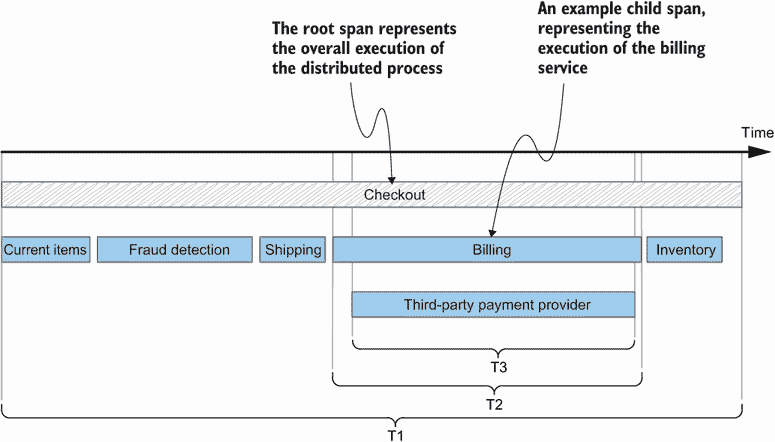 The root span represents
the overall execution of
the distributed process
An example child span,
representing the
execution of the billing
service
Time
Checkout
Current items
Fraud detection
Shipping
Billing
Inventory
Third-party payment provider
T3
T2
T1